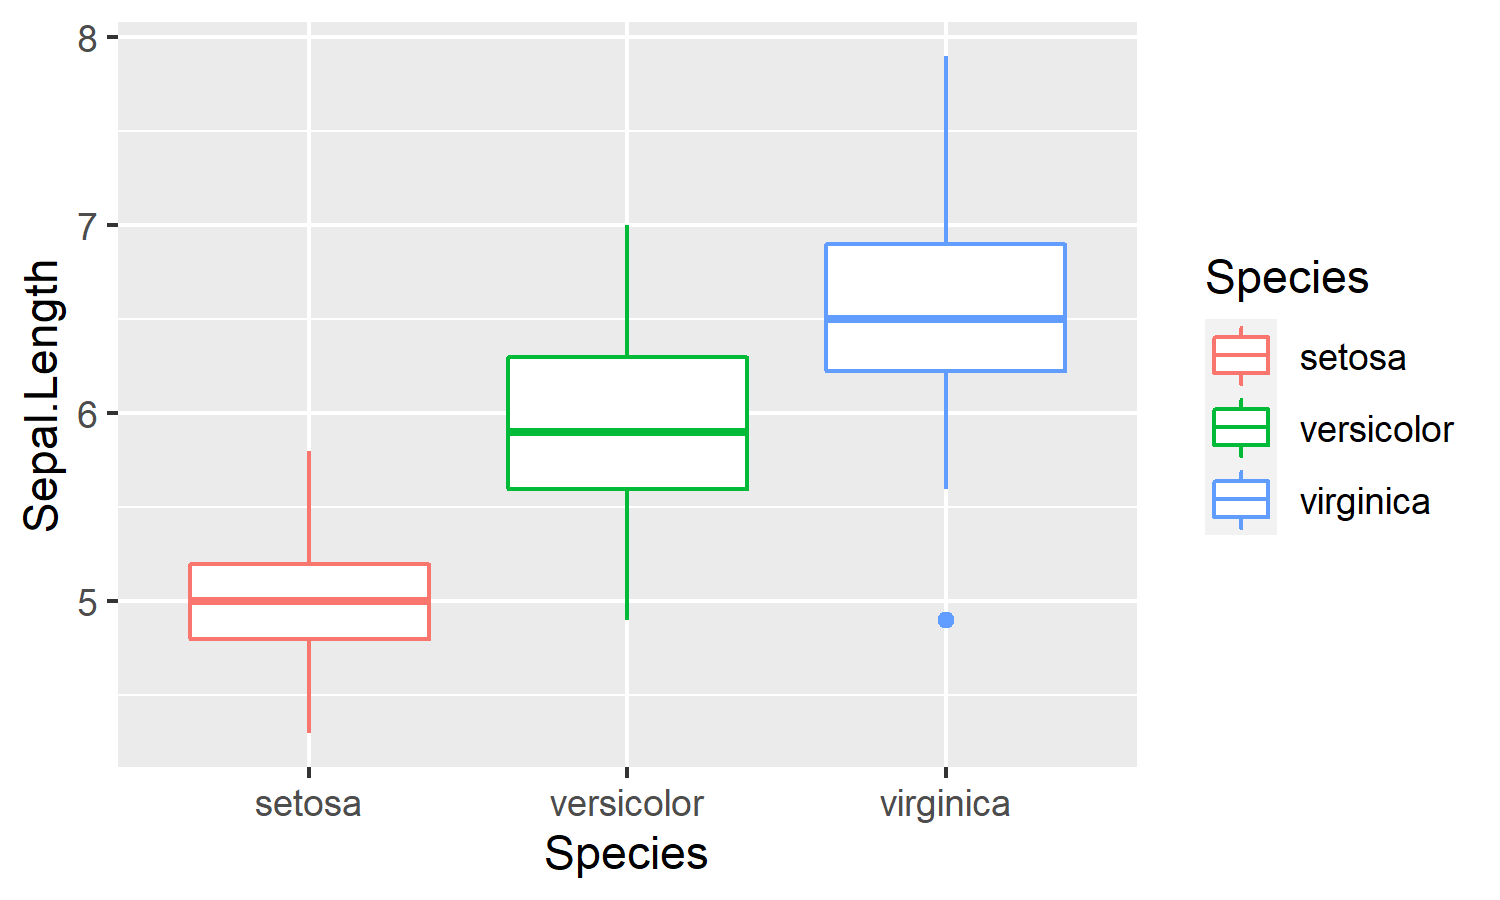 8
7
6
5
Sepal.Length
setosa versicolor virginica
Species
Species
setosa
versicolor
virginica